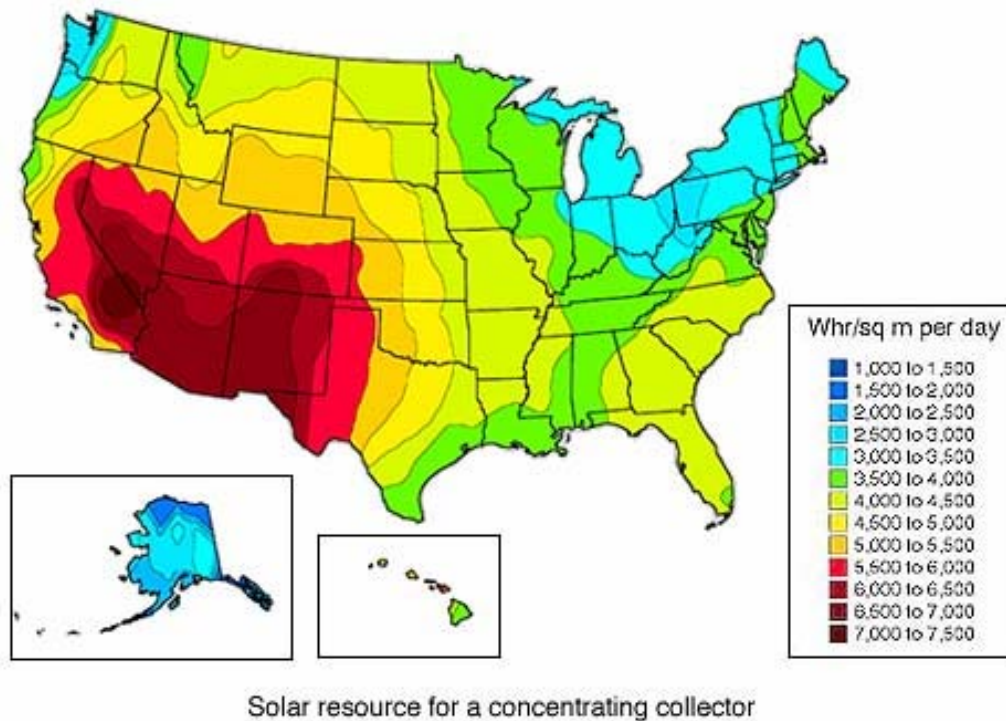 Whr/sq m per day
1,000 to 1,500
1,500 to 2,000
2,000 to 2,500
2,500 to 3,000
3,000 to 3,500
3,500 to 4,000
4,000 to 4,500
4,500 to 5,000
5,000 to 5,500
5,500 to 6,000
6,000 to 6,500
6,500 to 7,000
7,000 to 7,500
Solar resource for a concentrating collector